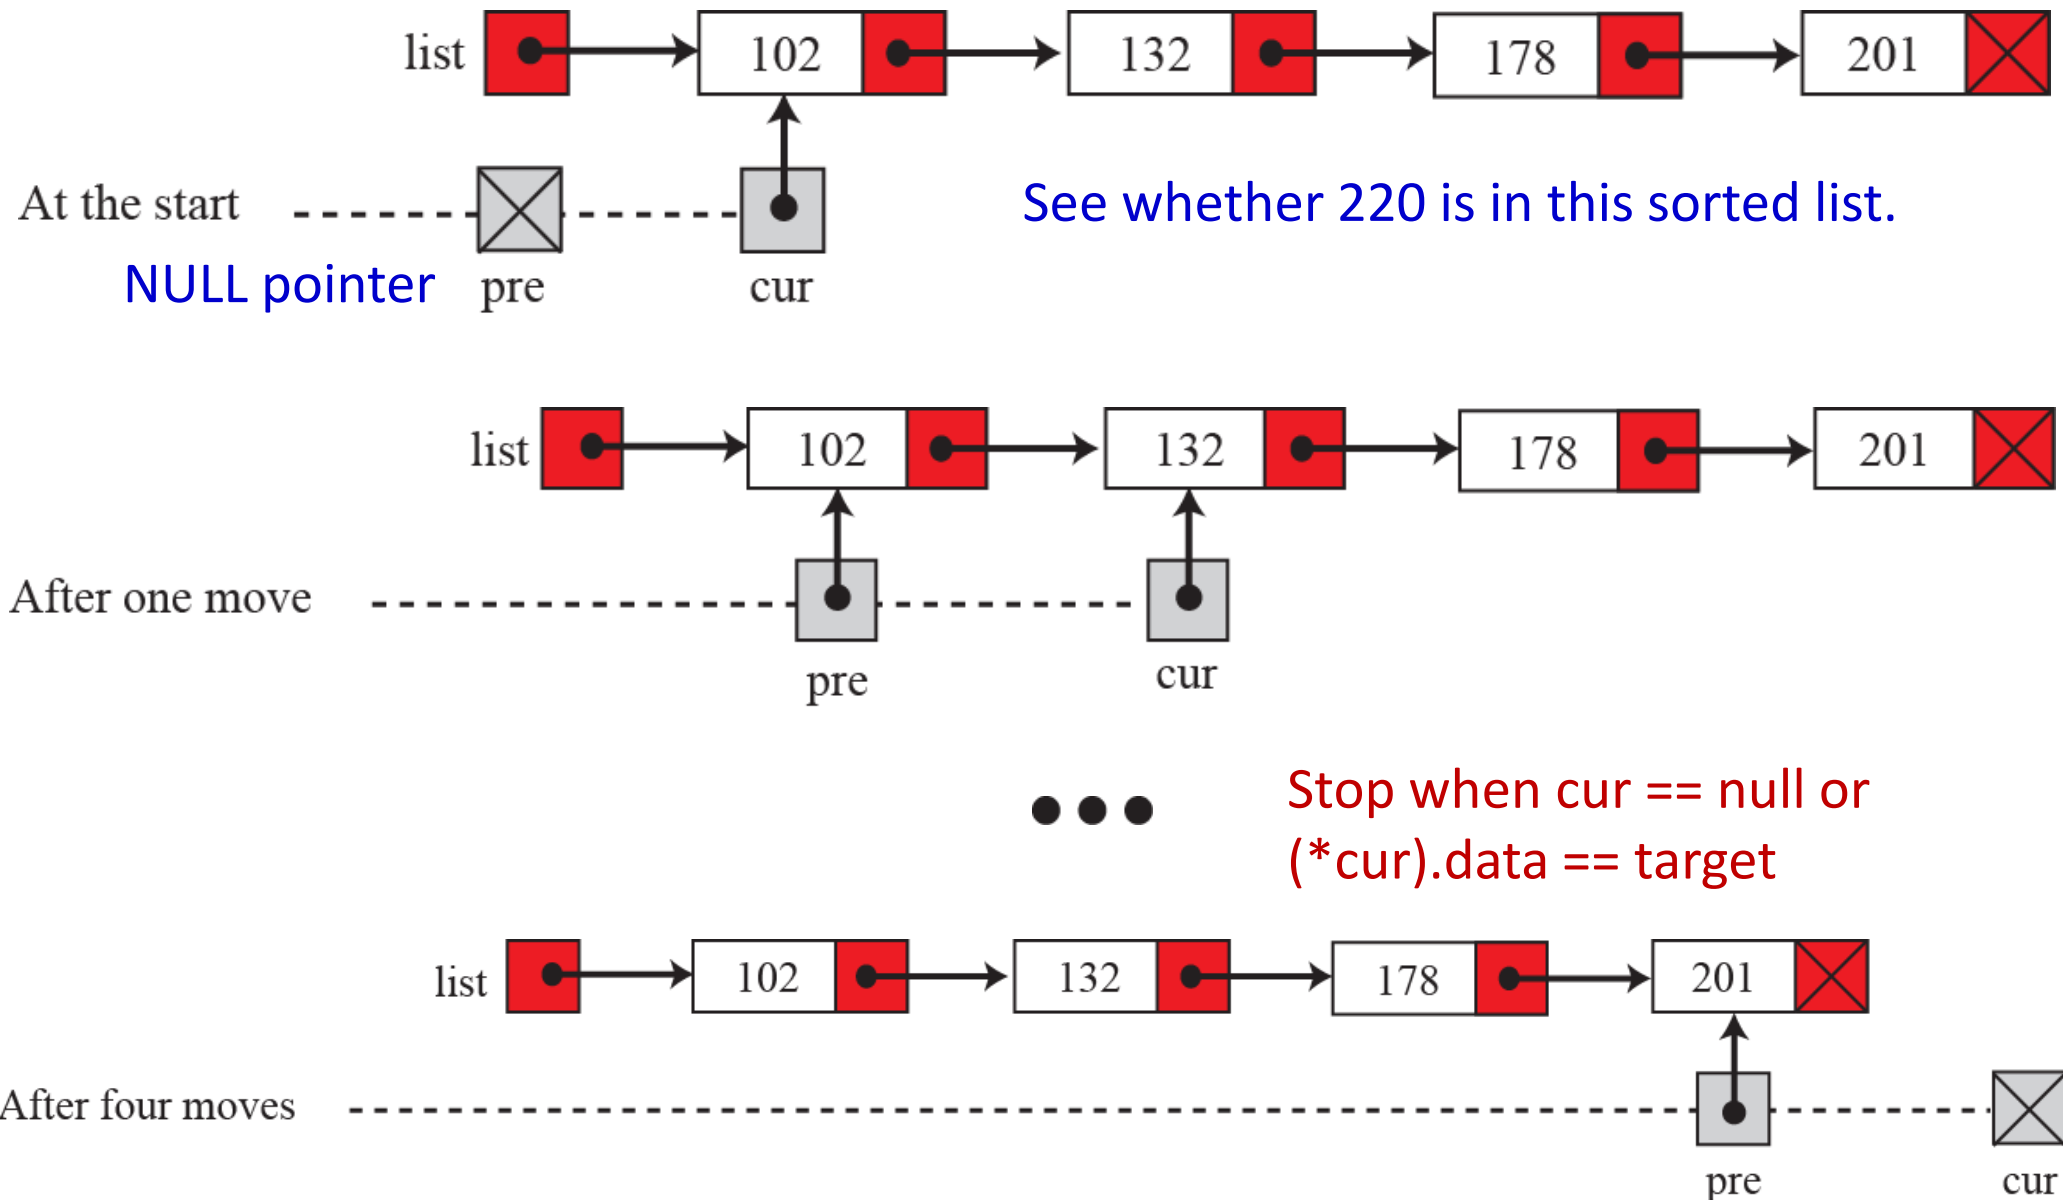 list 102 132 178 201
At the start
See whether 220 is in this sorted list.
NULL pointer pre cur
list 102 132 178 201
After one move
pre cur
Stop when cur == null or
(*cur).data == target
list 102 132 178 201
After four moves
pre cur